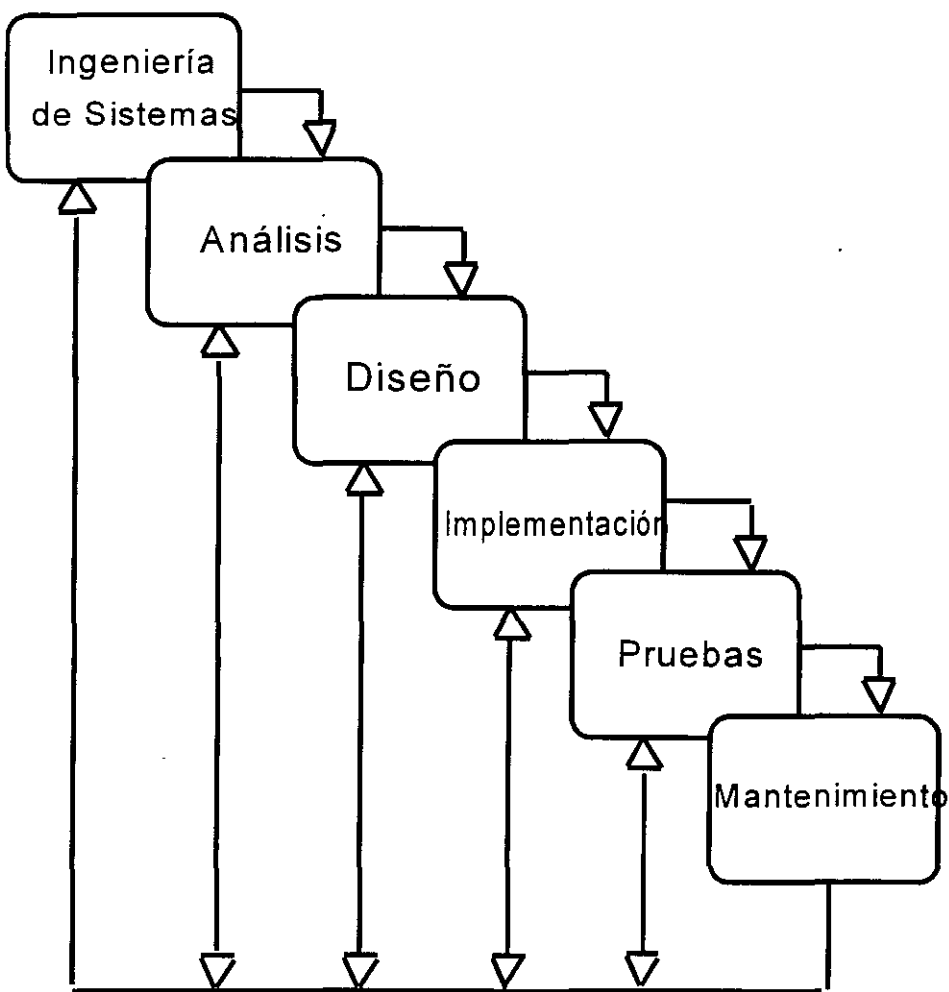 Ingeniería
de Sistemas
Análisis
Diseño
Implementación
Pruebas
Mantenimiento